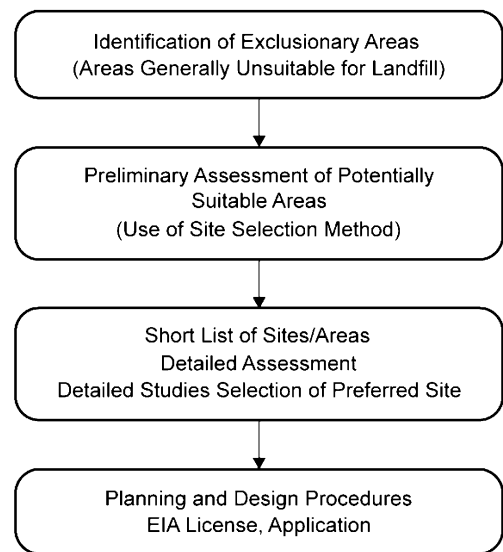 Identification of Exclusionary Areas
(Areas Generally Unsuitable for Landfill)
Preliminary Assessment of Potentially
Suitable Areas
(Use of Site Selection Method)
Short List of Sites/Areas
Detailed Assessment
Detailed Studies Selection of Preferred Site
Planning and Design Procedures
EIA License, Application